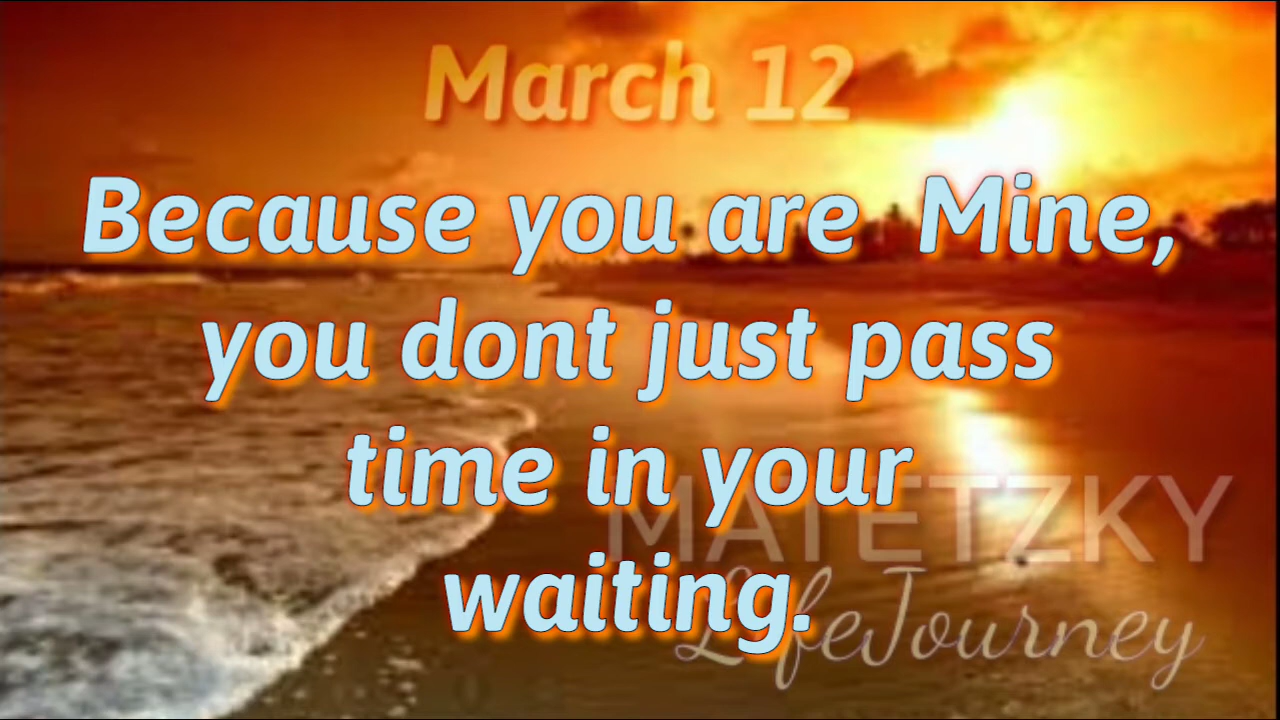 March 12
Because you are Mine,
you dont just pass
time in your
MATETZKY
waiting.
LifeJourney